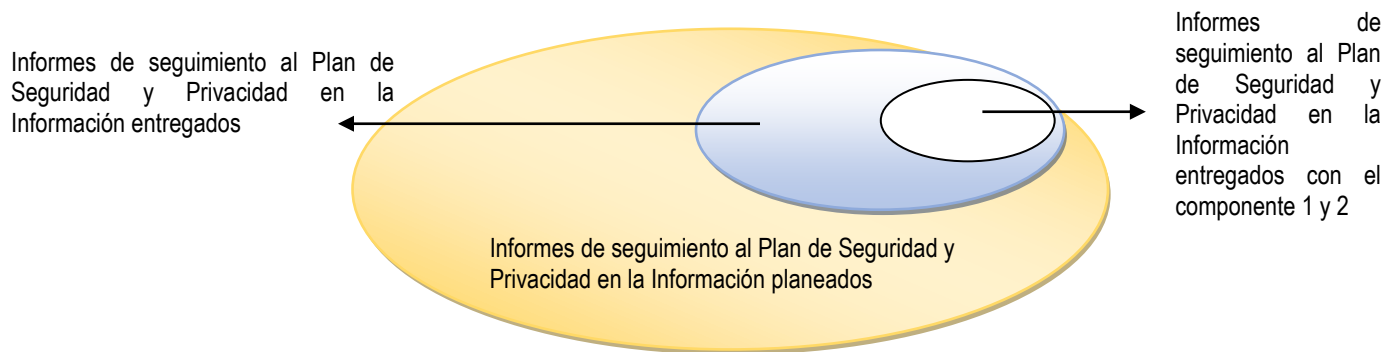 Informes de seguimiento al Plan de
Seguridad y Privacidad en la
Información entregados
Informes de
seguimiento al Plan
de Seguridad y
Privacidad en la
Información
entregados con el
componente 1 y 2
Informes de seguimiento al Plan de Seguridad y
Privacidad en la Información planeados